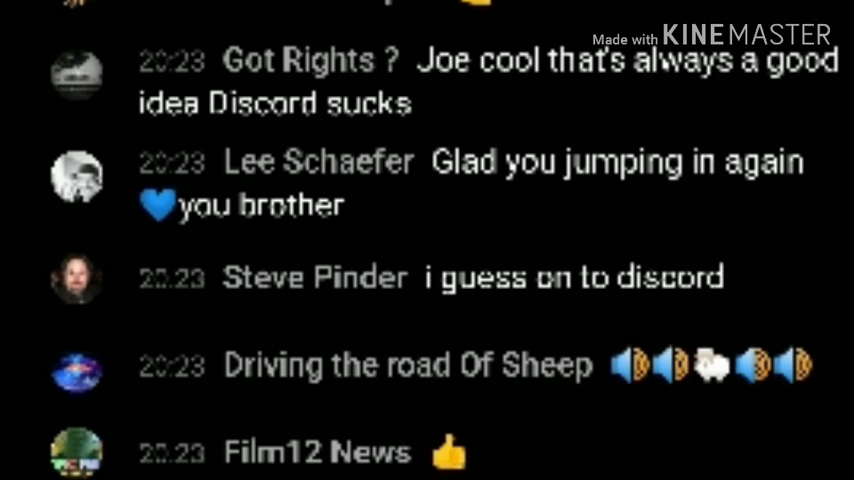 Made with KINEMASTER
20:23 Got Rights ? Joe cool that's always a good
idea Discord sucks
20:23 Lee Schaefer Glad you jumping in again
💙you brother
20:23 Steve Pinder i guess on to discord
20:23 Driving the road Of Sheep 🔊🔊🐑🔊🔊
20:23 Film12 News 👍